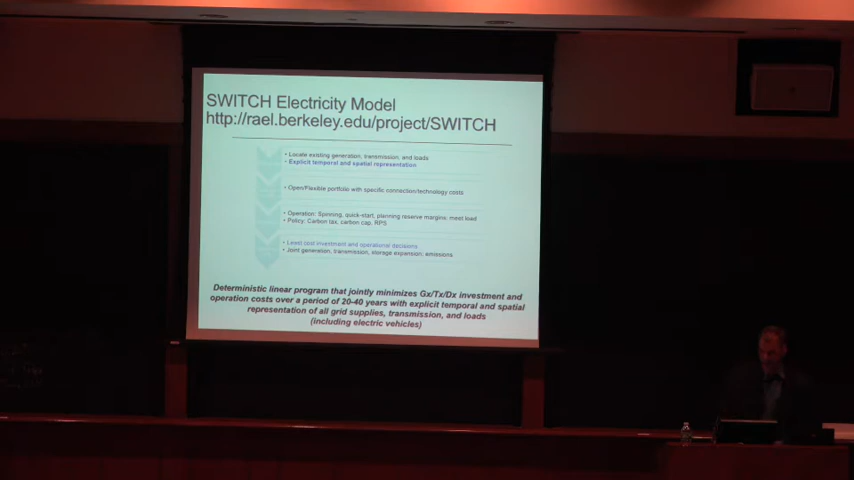 SWITCH Electricity Model
http://rael.berkeley.edu/project/SWITCH
• Locate existing generation, transmission, and loads
• Explicit temporal and spatial representation
• Open/Flexible portfolio with specific connection/technology costs
• Operation: Spinning, quick-start, planning reserve margins; meet load
• Policy: Carbon tax, carbon cap, RPS
• Least cost investment and operational decisions
• Joint generation, transmission, storage expansion; emissions
Deterministic linear program that jointly minimizes Gx/Tx/Dx investment and
operation costs over a period of 20-40 years with explicit temporal and spatial
representation of all grid supplies, transmission, and loads
(including electric vehicles)